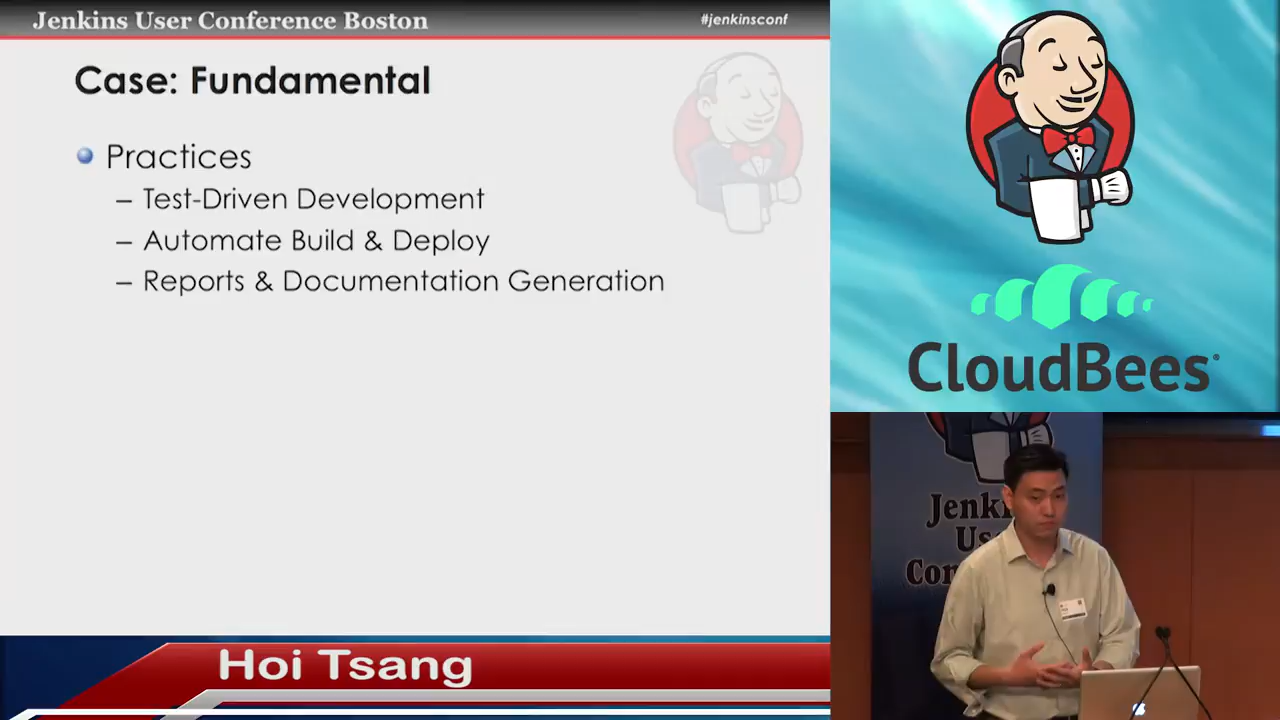 Jenkins User Conference Boston
#jenkinsconf
Case: Fundamental
Practices
– Test-Driven Development
– Automate Build & Deploy
– Reports & Documentation Generation
CloudBees®
Hoi Tsang